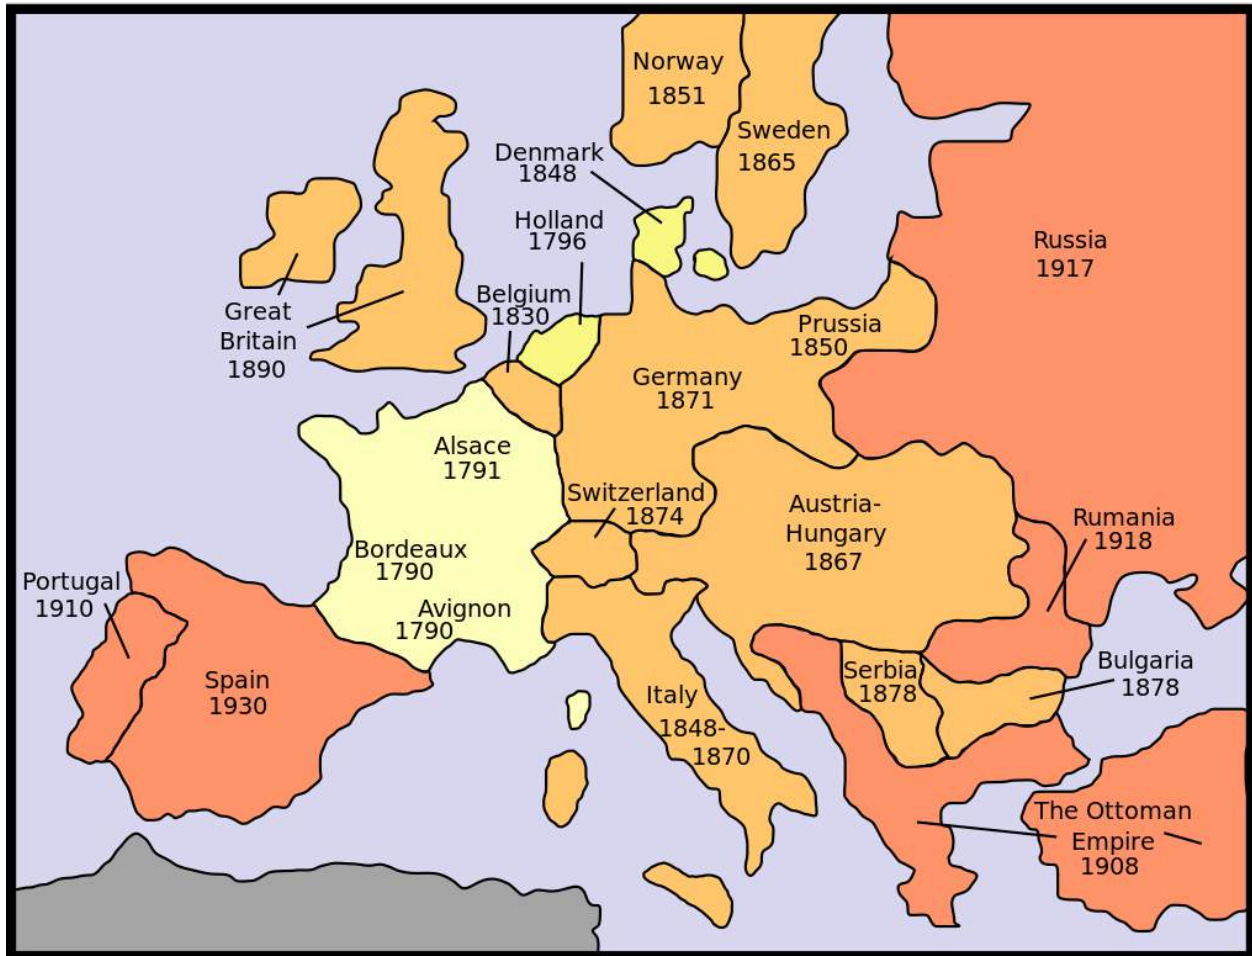 Norway
1851
Sweden
1865
Denmark
1848
Holland
1796
Russia
1917
Belgium
1830
Great
Britain
1890
Prussia
1850
Germany
1871
Alsace
1791
Switzerland
1874
Austria-
Hungary
1867
Rumania
1918
Bordeaux
1790
Portugal
1910
Avignon
1790
Spain
1930
Italy
1848-
1870
Serbia
1878
Bulgaria
1878
The Ottoman
Empire
1908